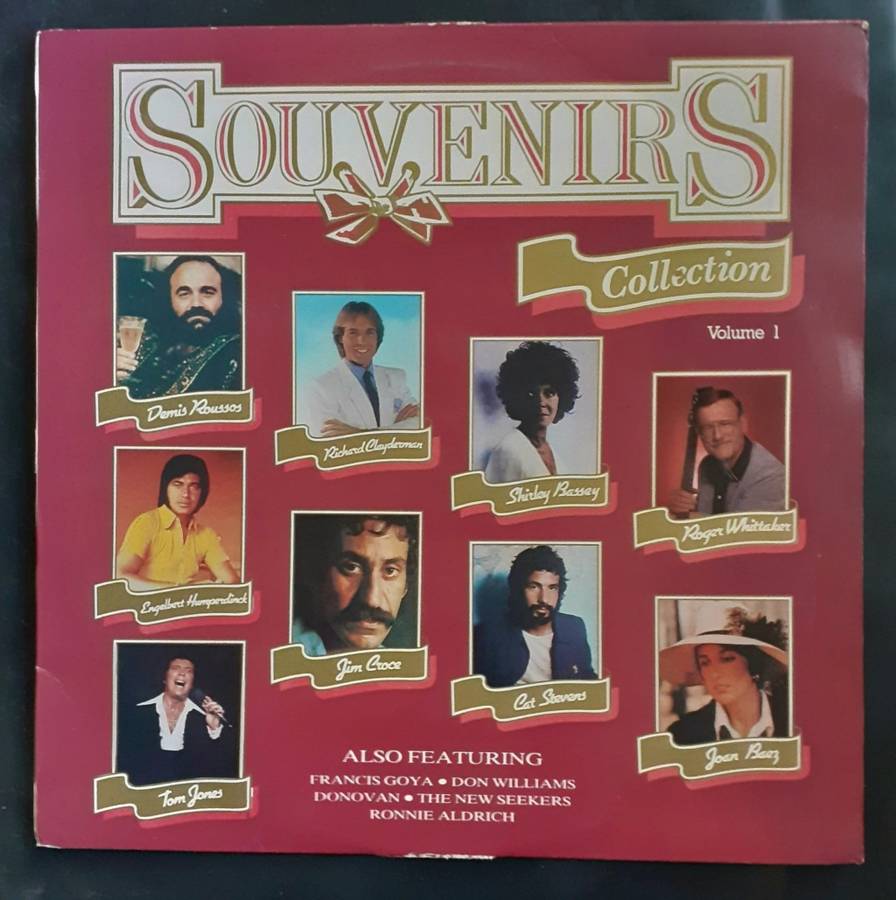 SOUVENIRS
Collection
Volume 1
Demis Roussos
Richard Clayderman
Shirley Bassey
Roger Whittaker
Engelbert Humperdinck
Jim Croce
Cat Stevens
Joan Baez
Tom Jones
ALSO FEATURING
FRANCIS GOYA ● DON WILLIAMS
DONOVAN ● THE NEW SEEKERS
RONNIE ALDRICH